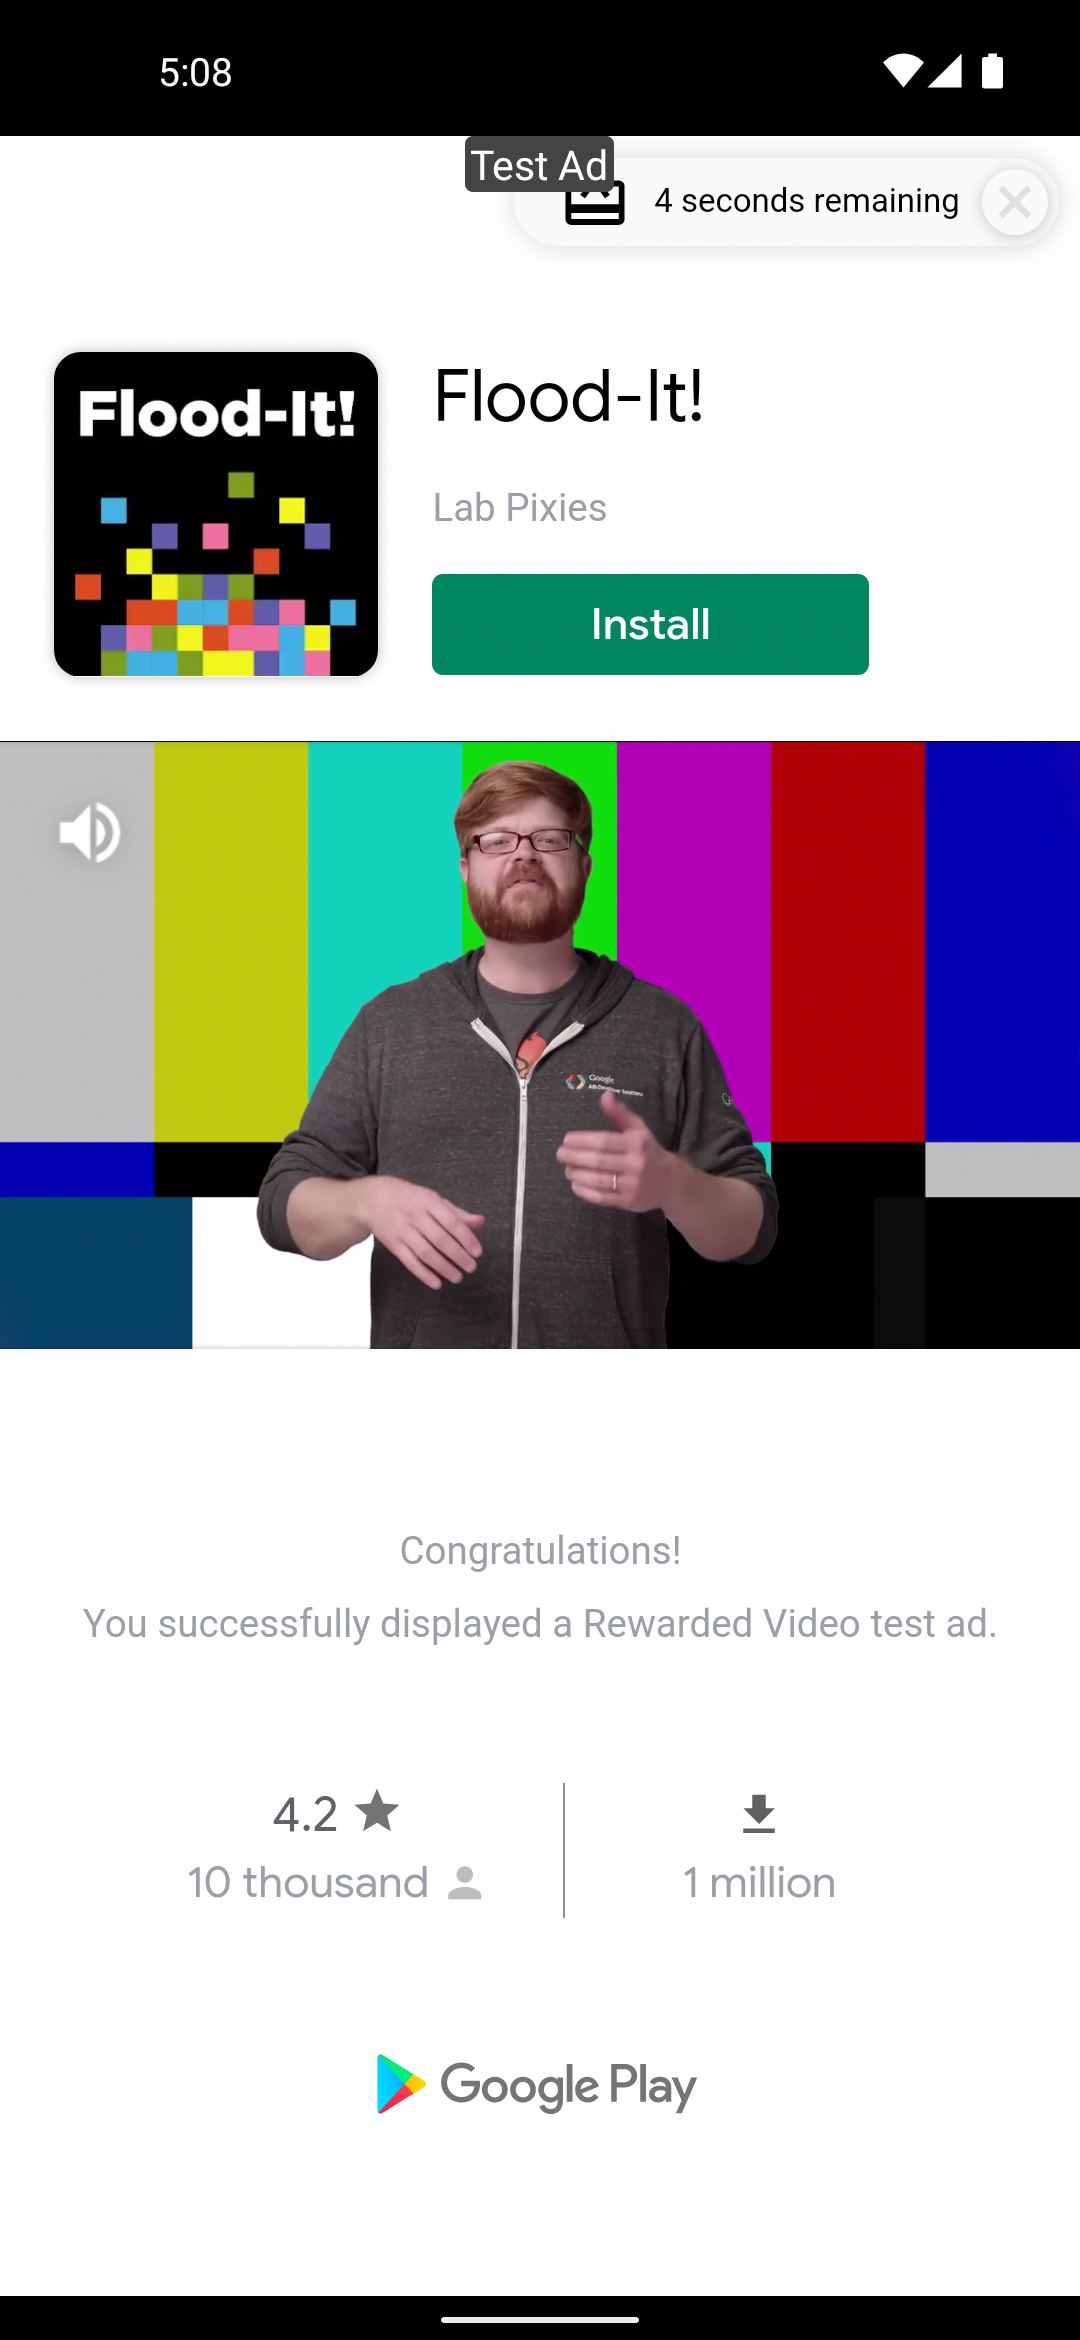 5:08
Test Ad
4 seconds remaining
Flood-It!
Flood-It!
Lab Pixies
Install
Google
Congratulations!
You successfully displayed a Rewarded Video test ad.
4.2
10 thousand
1 million
Google Play